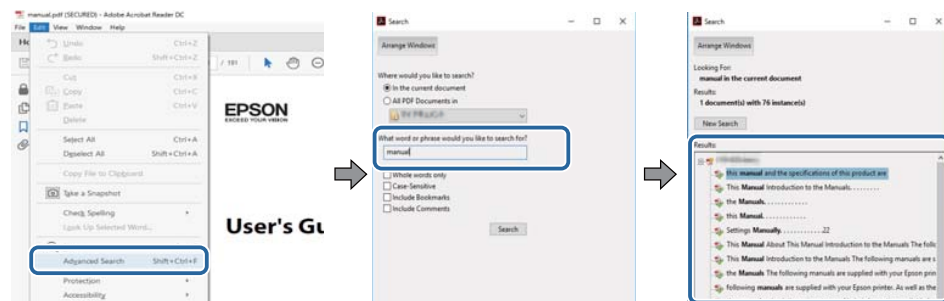 manual.pdf (SECURED) - Adobe Acrobat Reader DC
File Edit View Window Help
Undo Ctrl+Z
Redo Shift+Ctrl+Z
Cut Ctrl+X
Copy Ctrl+C
Paste Ctrl+V
Delete
Select All Ctrl+A
Deselect All Shift+Ctrl+A
Copy File to Clipboard
Take a Snapshot
Check Spelling
Look Up Selected Word...
Advanced Search Shift+Ctrl+F
Protection
Accessibility
/ 191
EPSON
EXCEED YOUR VISION
User's Gu
Search
Arrange Windows
Where would you like to search?
In the current document
All PDF Documents in
What word or phrase would you like to search for?
manual
Whole words only
Case-Sensitive
Include Bookmarks
Include Comments
Search
Search
Arrange Windows
Looking For:
manual in the current document
Results:
1 document(s) with 76 instance(s)
New Search
Results:
this manual and the specifications of this product are
This Manual Introduction to the Manuals. . . . . . . . .
the Manuals. . . . . . . . . . . . .
this Manual. . . . . . . . . . . . .
Settings Manually. . . . . . . . . . . . .22
This Manual About This Manual Introduction to the Manuals The follo
This Manual Introduction to the Manuals The following manuals are s
the Manuals The following manuals are supplied with your Epson prin
following manuals are supplied with your Epson printer. As well as the